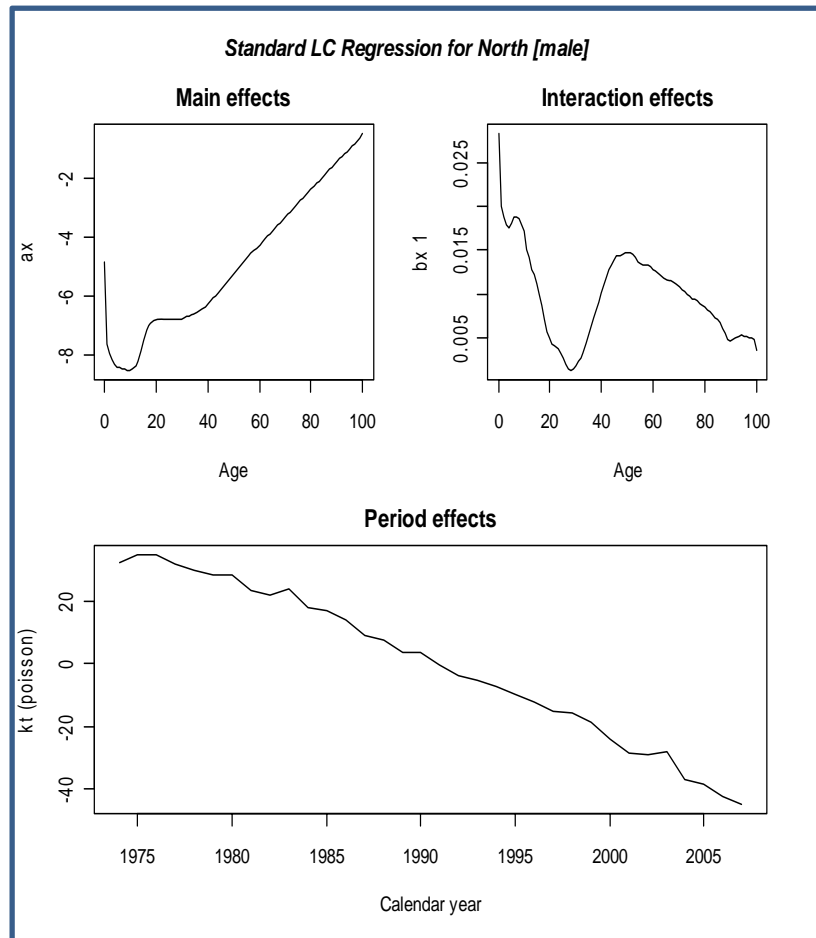 Standard LC Regression for North [male]
Main effects
ax
-2
-4
-6
-8
0 20 40 60 80 100
Age
Interaction effects
bx 1
0.025
0.015
0.005
0 20 40 60 80 100
Age
Period effects
kt (poisson)
20
0
-20
-40
1975 1980 1985 1990 1995 2000 2005
Calendar year